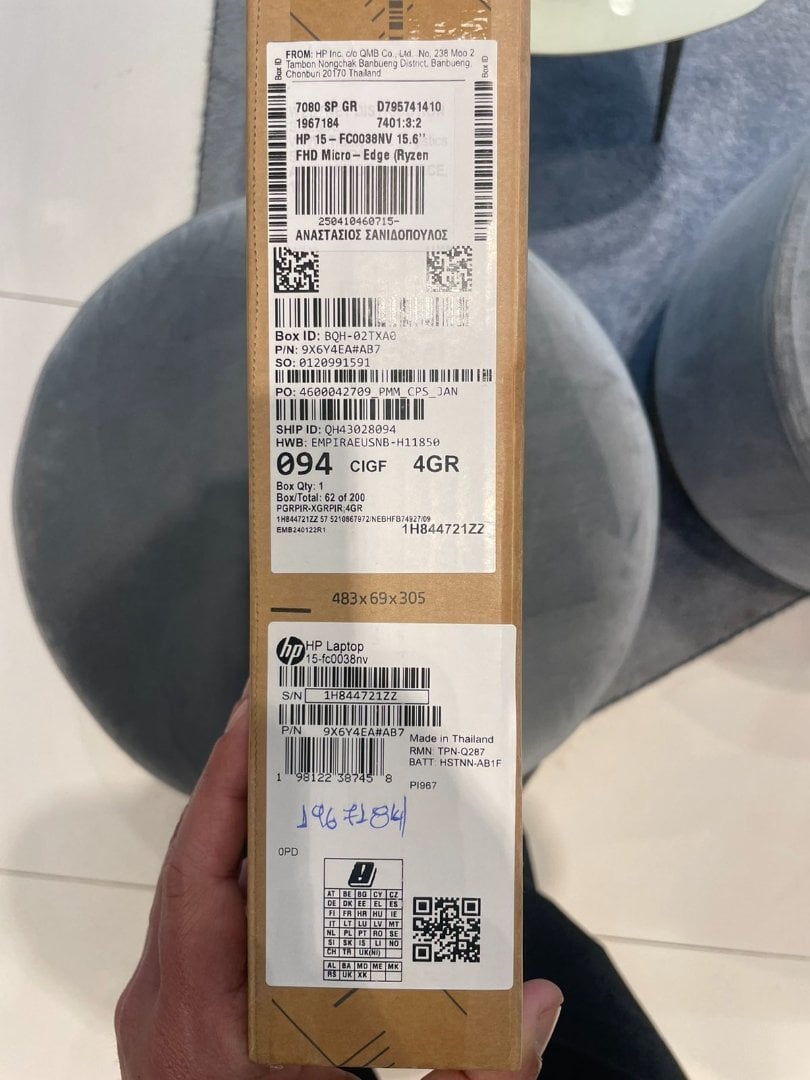 Box ID
Box ID
FROM: HP Inc. c/o QMB Co., Ltd. No. 238 Moo 2
Tambon Nongchak Banbueng District, Banbueng,
Chonburi 20170 Thailand
7080 SP GR D795741410
1967184 7401:3:2
HP 15-FC0038NV 15.6''
FHD Micro-Edge (Ryzen
250410460715-
ΑΝΑΣΤΑΣΙΟΣ ΣΑΝΙΔΟΠΟΥΛΟΣ
Box ID: BQH-02TXA0
P/N: 9X6Y4EA#AB7
SO: 0120991591
PO: 4600042709_PMM_CPS_JAN
SHIP ID: QH43028094
HWB: EMPIRAEUSNB-H11850
094 CIGF 4GR
Box Qty: 1
Box/Total: 62 of 200
PGRPIR-XGRPIR;4GR
1H844721ZZ 57 5210867972/NEBHFB74927/09
EMB240122R1 1H844721ZZ
483x69x305
hp HP Laptop
15-fc0038nv
S/N 1H844721ZZ
P/N 9X6Y4EA#AB7
Made in Thailand
RMN: TPN-Q287
BATT: HSTNN-AB1F
1 98122 38745 8
PI967
1967184
0PD
AT BE BG CY CZ
DE DK EE EL ES
FI FR HR HU IE
IT LT LU LV MT
NL PL PT RO SE
SI SK IS LI NO
CH TR UK(NI)
AL BA MD ME MK
RS UK XK